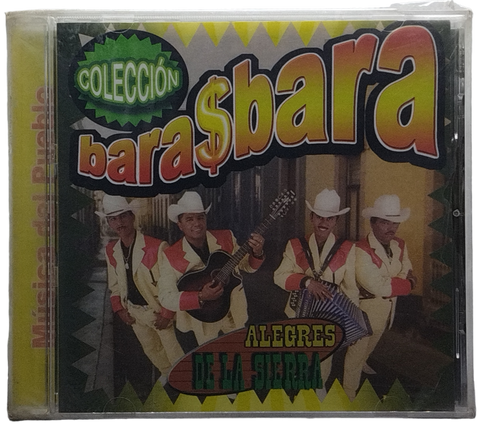 COLECCIÓN
bara$bara
ALEGRES
DE LA SIERRA
Música del Pueblo